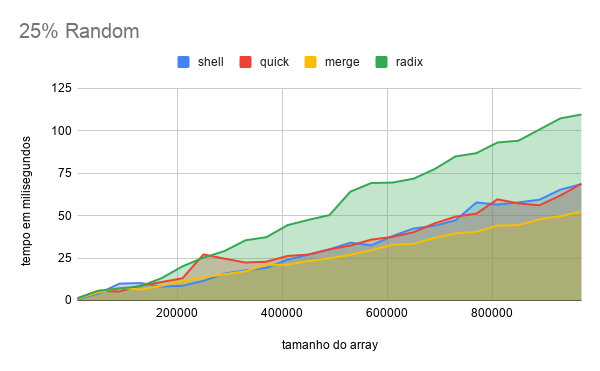 25% Random
shell quick merge radix
tempo em milisegundos
125
100
75
50
25
0
200000 400000 600000 800000
tamanho do array